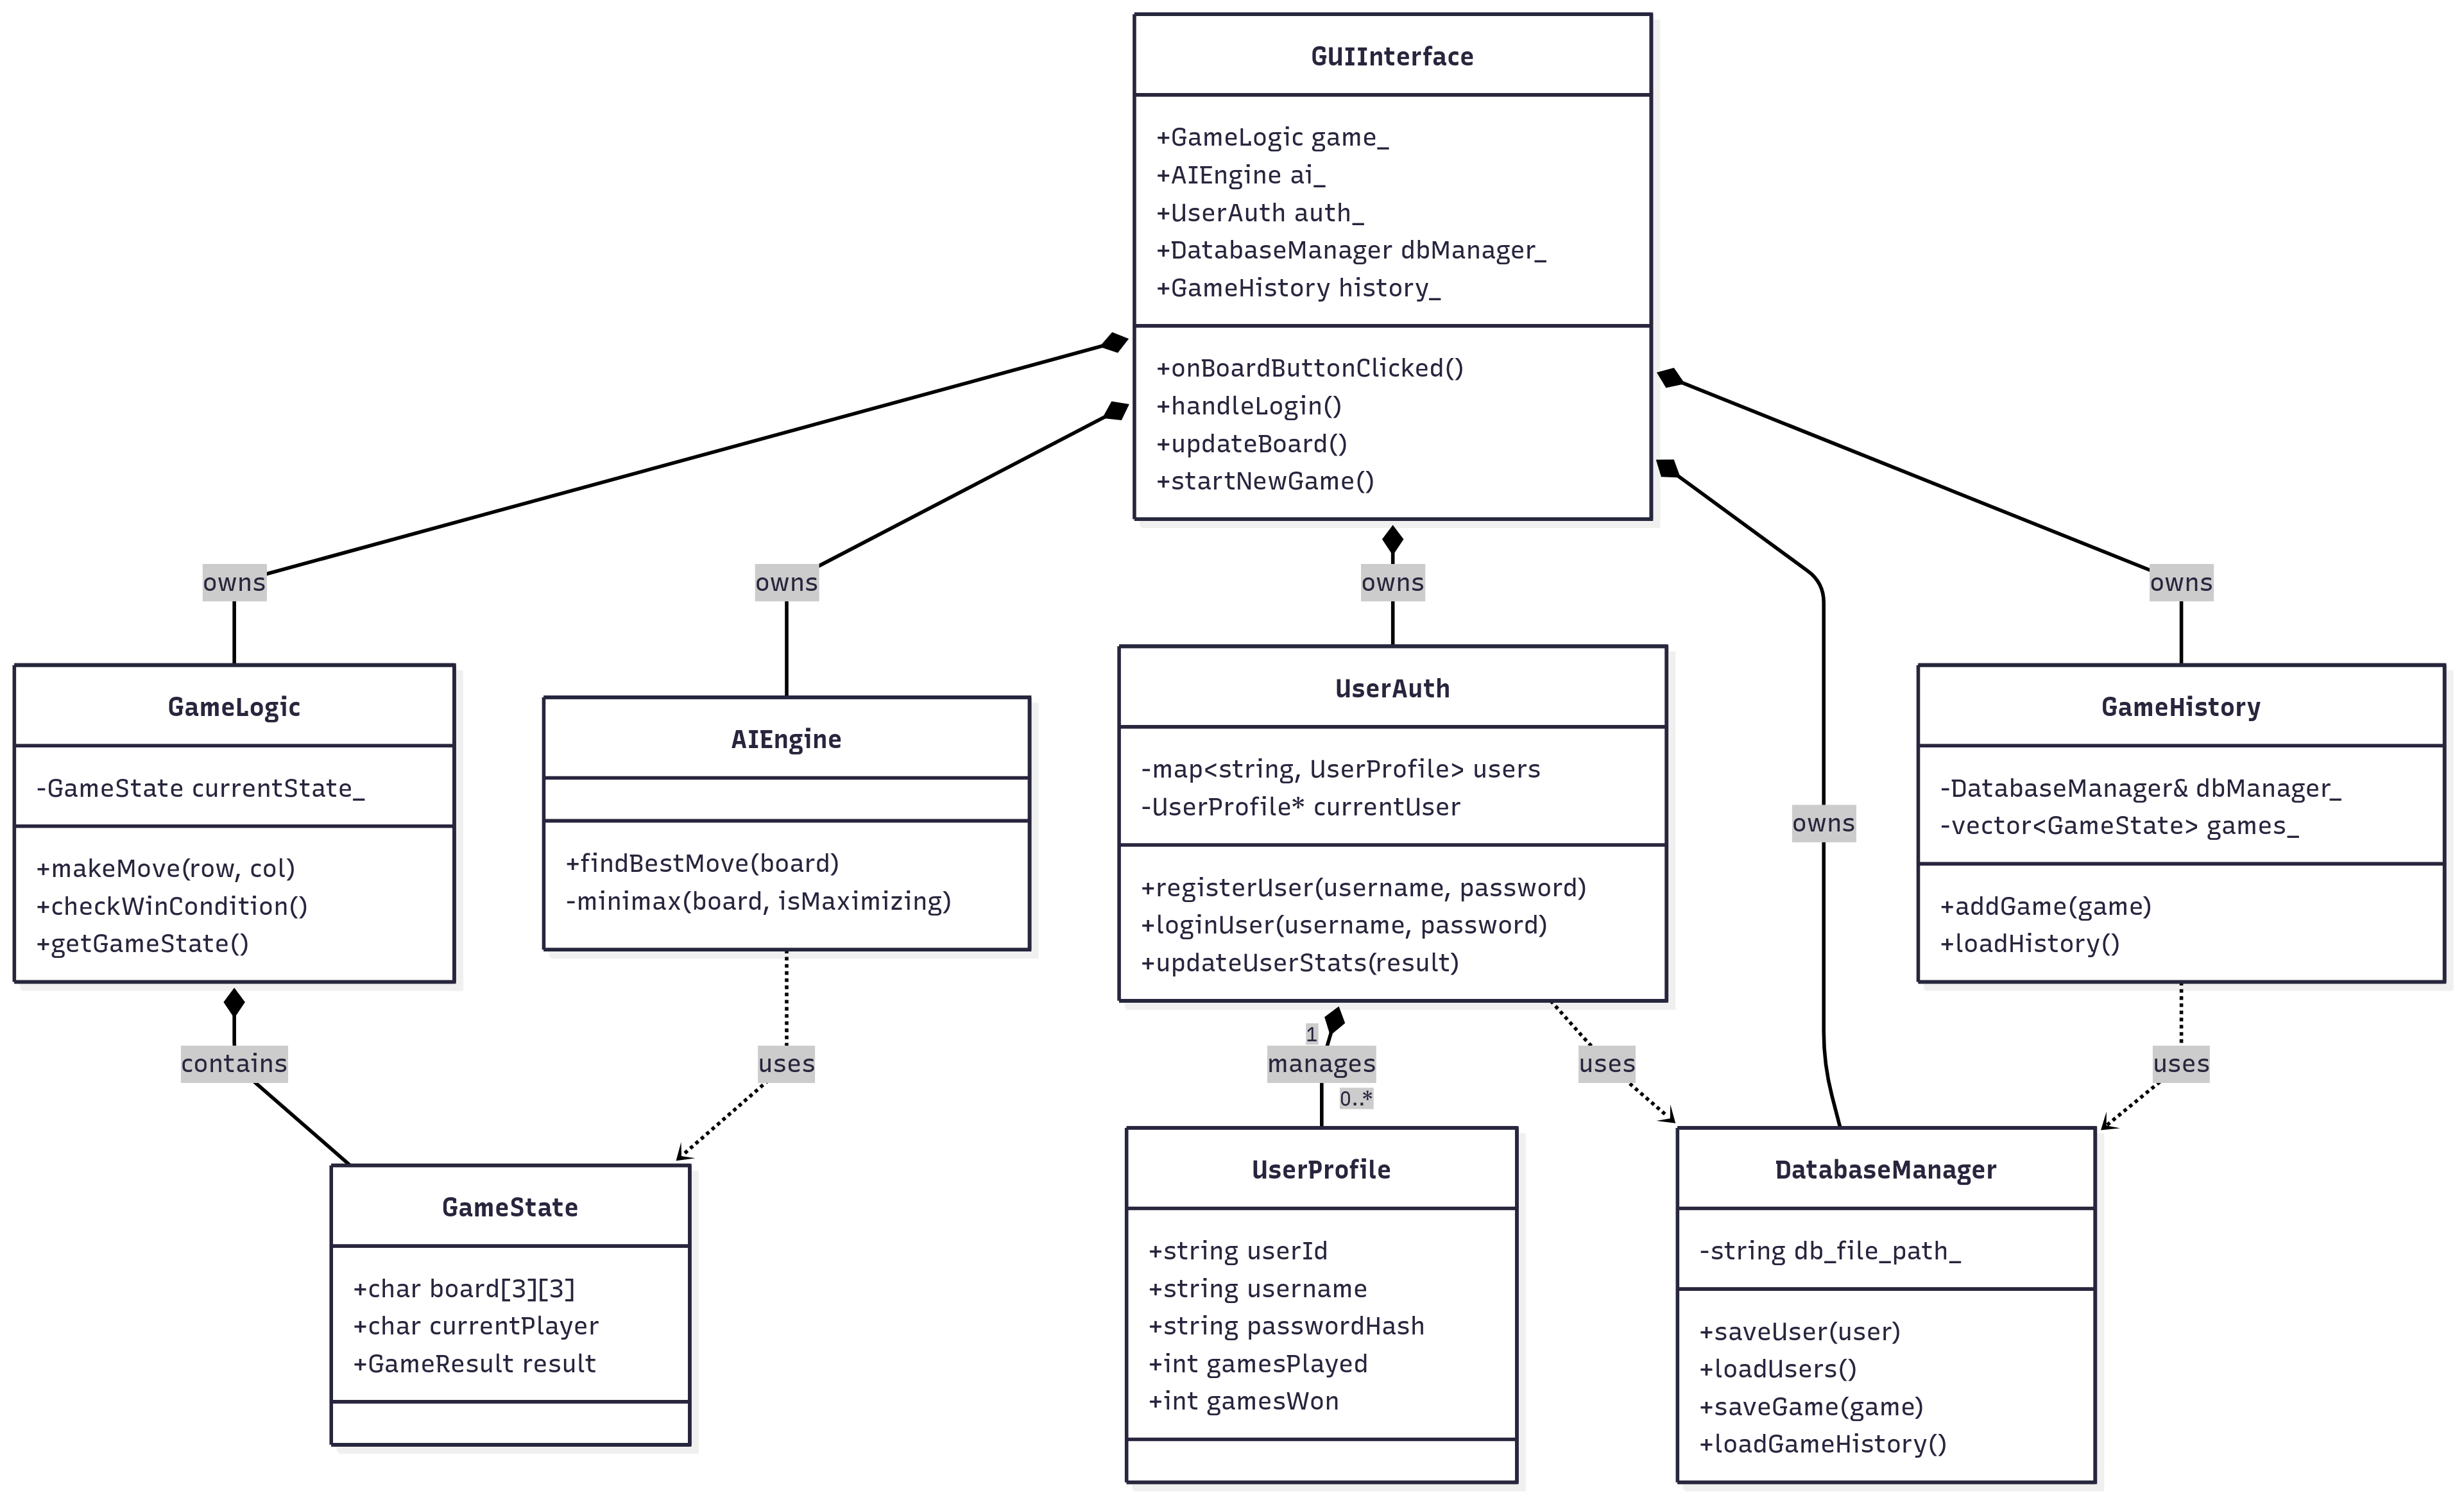 GUIInterface
+GameLogic game_
+AIEngine ai_
+UserAuth auth_
+DatabaseManager dbManager_
+GameHistory history_
+onBoardButtonClicked()
+handleLogin()
+updateBoard()
+startNewGame()
owns
owns
owns
owns
owns
GameLogic
-GameState currentState_
+makeMove(row, col)
+checkWinCondition()
+getGameState()
AIEngine
+findBestMove(board)
-minimax(board, isMaximizing)
UserAuth
-map<string, UserProfile> users
-UserProfile* currentUser
+registerUser(username, password)
+loginUser(username, password)
+updateUserStats(result)
GameHistory
-DatabaseManager& dbManager_
-vector<GameState> games_
+addGame(game)
+loadHistory()
contains
uses
1
manages
0..*
uses
uses
GameState
+char board[3][3]
+char currentPlayer
+GameResult result
UserProfile
+string userId
+string username
+string passwordHash
+int gamesPlayed
+int gamesWon
DatabaseManager
-string db_file_path_
+saveUser(user)
+loadUsers()
+saveGame(game)
+loadGameHistory()